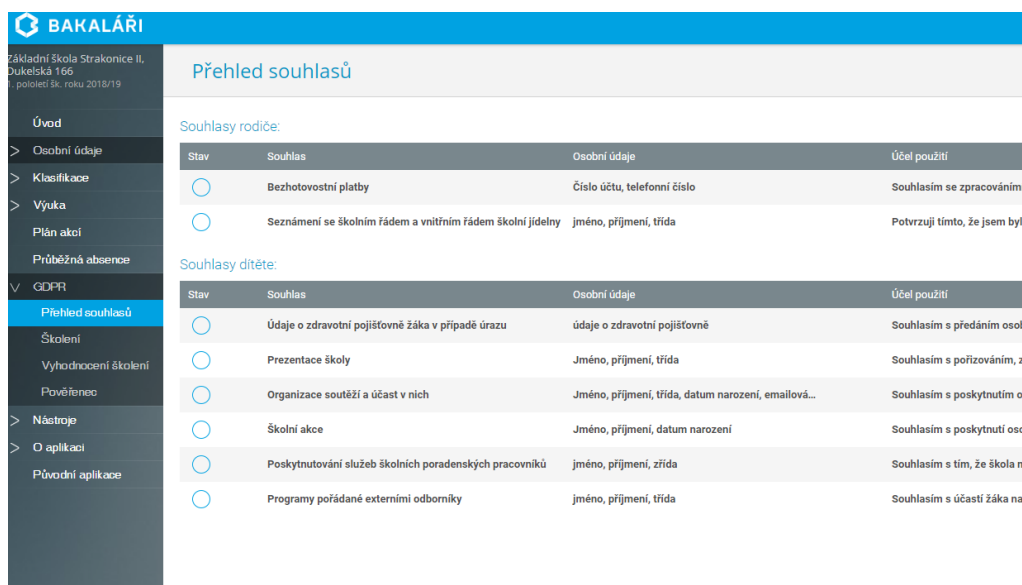 BAKALÁŘI
Základní škola Strakonice II,
Dukelská 166
1. pololetí šk. roku 2018/19
Přehled souhlasů
Úvod
Osobní údaje
Klasifikace
Výuka
Plán akcí
Průběžná absence
GDPR
Přehled souhlasů
Školení
Vyhodnocení školení
Pověřenec
Nástroje
O aplikaci
Původní aplikace
Souhlasy rodiče:
Stav Souhlas Osobní údaje Účel použití
Bezhotovostní platby Číslo účtu, telefonní číslo Souhlasím se zpracováním
Seznámení se školním řádem a vnitřním řádem školní jídelny jméno, příjmení, třída Potvrzuji tímto, že jsem byl
Souhlasy dítěte:
Stav Souhlas Osobní údaje Účel použití
Údaje o zdravotní pojišťovně žáka v případě úrazu údaje o zdravotní pojišťovně Souhlasím s předáním osob
Prezentace školy Jméno, příjmení, třída Souhlasím s pořizováním, z
Organizace soutěží a účast v nich Jméno, příjmení, třída, datum narození, emailová... Souhlasím s poskytnutím o
Školní akce Jméno, příjmení, datum narození Souhlasím s poskytnutí oso
Poskytnutování služeb školních poradenských pracovníků jméno, příjmení, zřída Souhlasím s tím, že škola n
Programy pořádané externími odborníky jméno, příjmení, třída Souhlasím s účastí žáka na